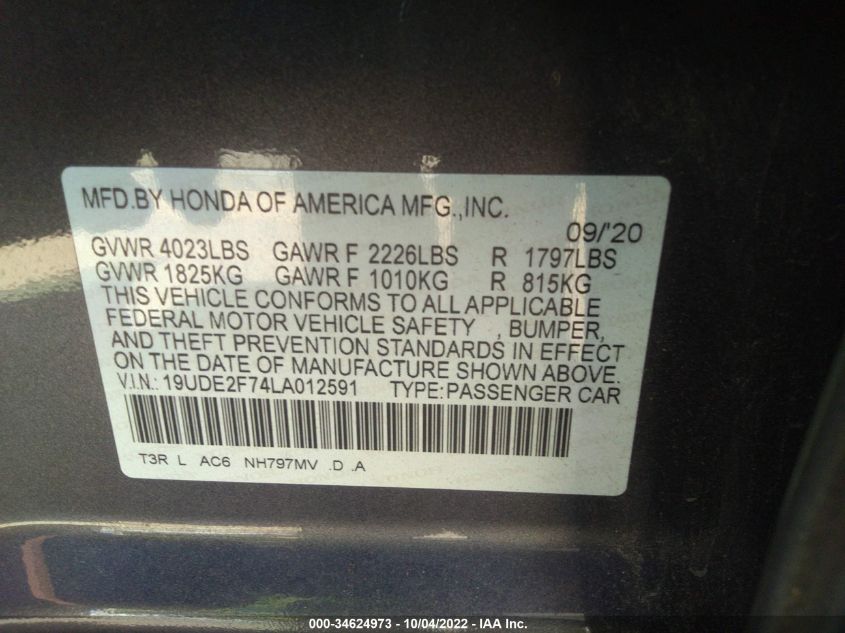 MFD.BY HONDA OF AMERICA MFG.,INC.
09/'20
GVWR 4023LBS GAWR F 2226LBS R 1797LBS
GVWR 1825KG GAWR F 1010KG R 815KG
THIS VEHICLE CONFORMS TO ALL APPLICABLE
FEDERAL MOTOR VEHICLE SAFETY , BUMPER,
AND THEFT PREVENTION STANDARDS IN EFFECT
ON THE DATE OF MANUFACTURE SHOWN ABOVE.
V.I.N.: 19UDE2F74LA012591 TYPE:PASSENGER CAR
T3R L AC6 NH797MV .D .A
000-34624973 - 10/04/2022 - IAA Inc.